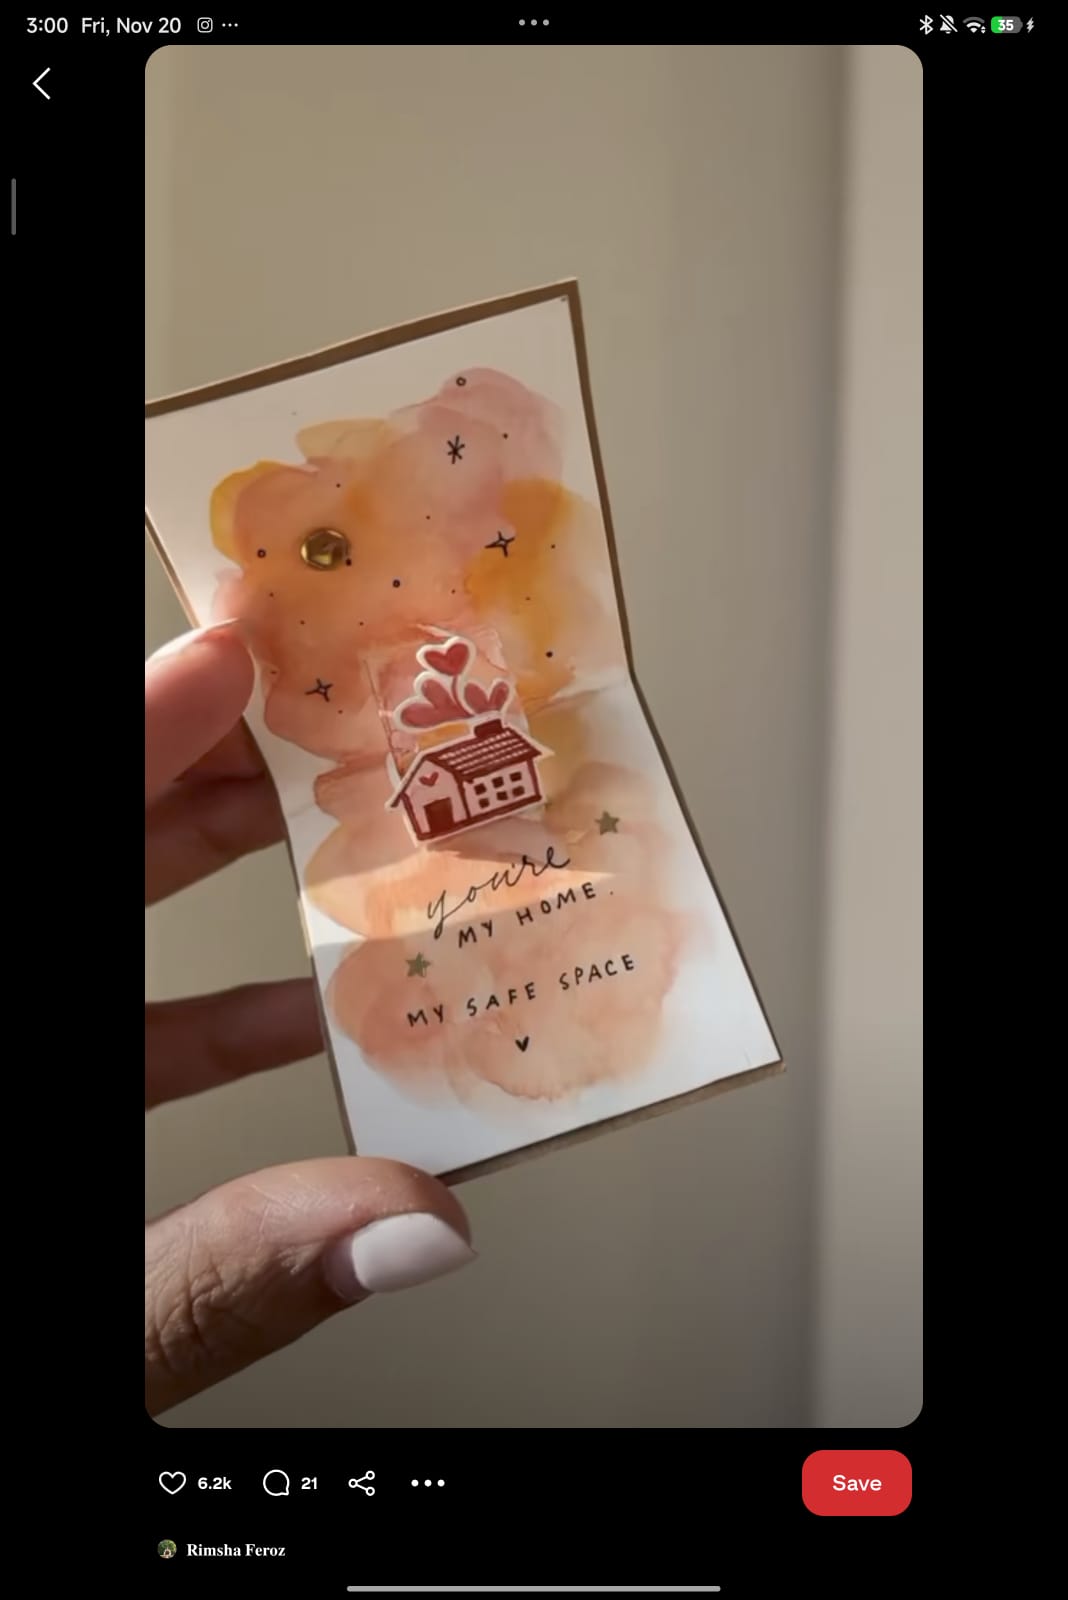 3:00 Fri, Nov 20
35
you're
MY HOME.
MY SAFE SPACE
6.2k
21
Save
Rimsha Feroz